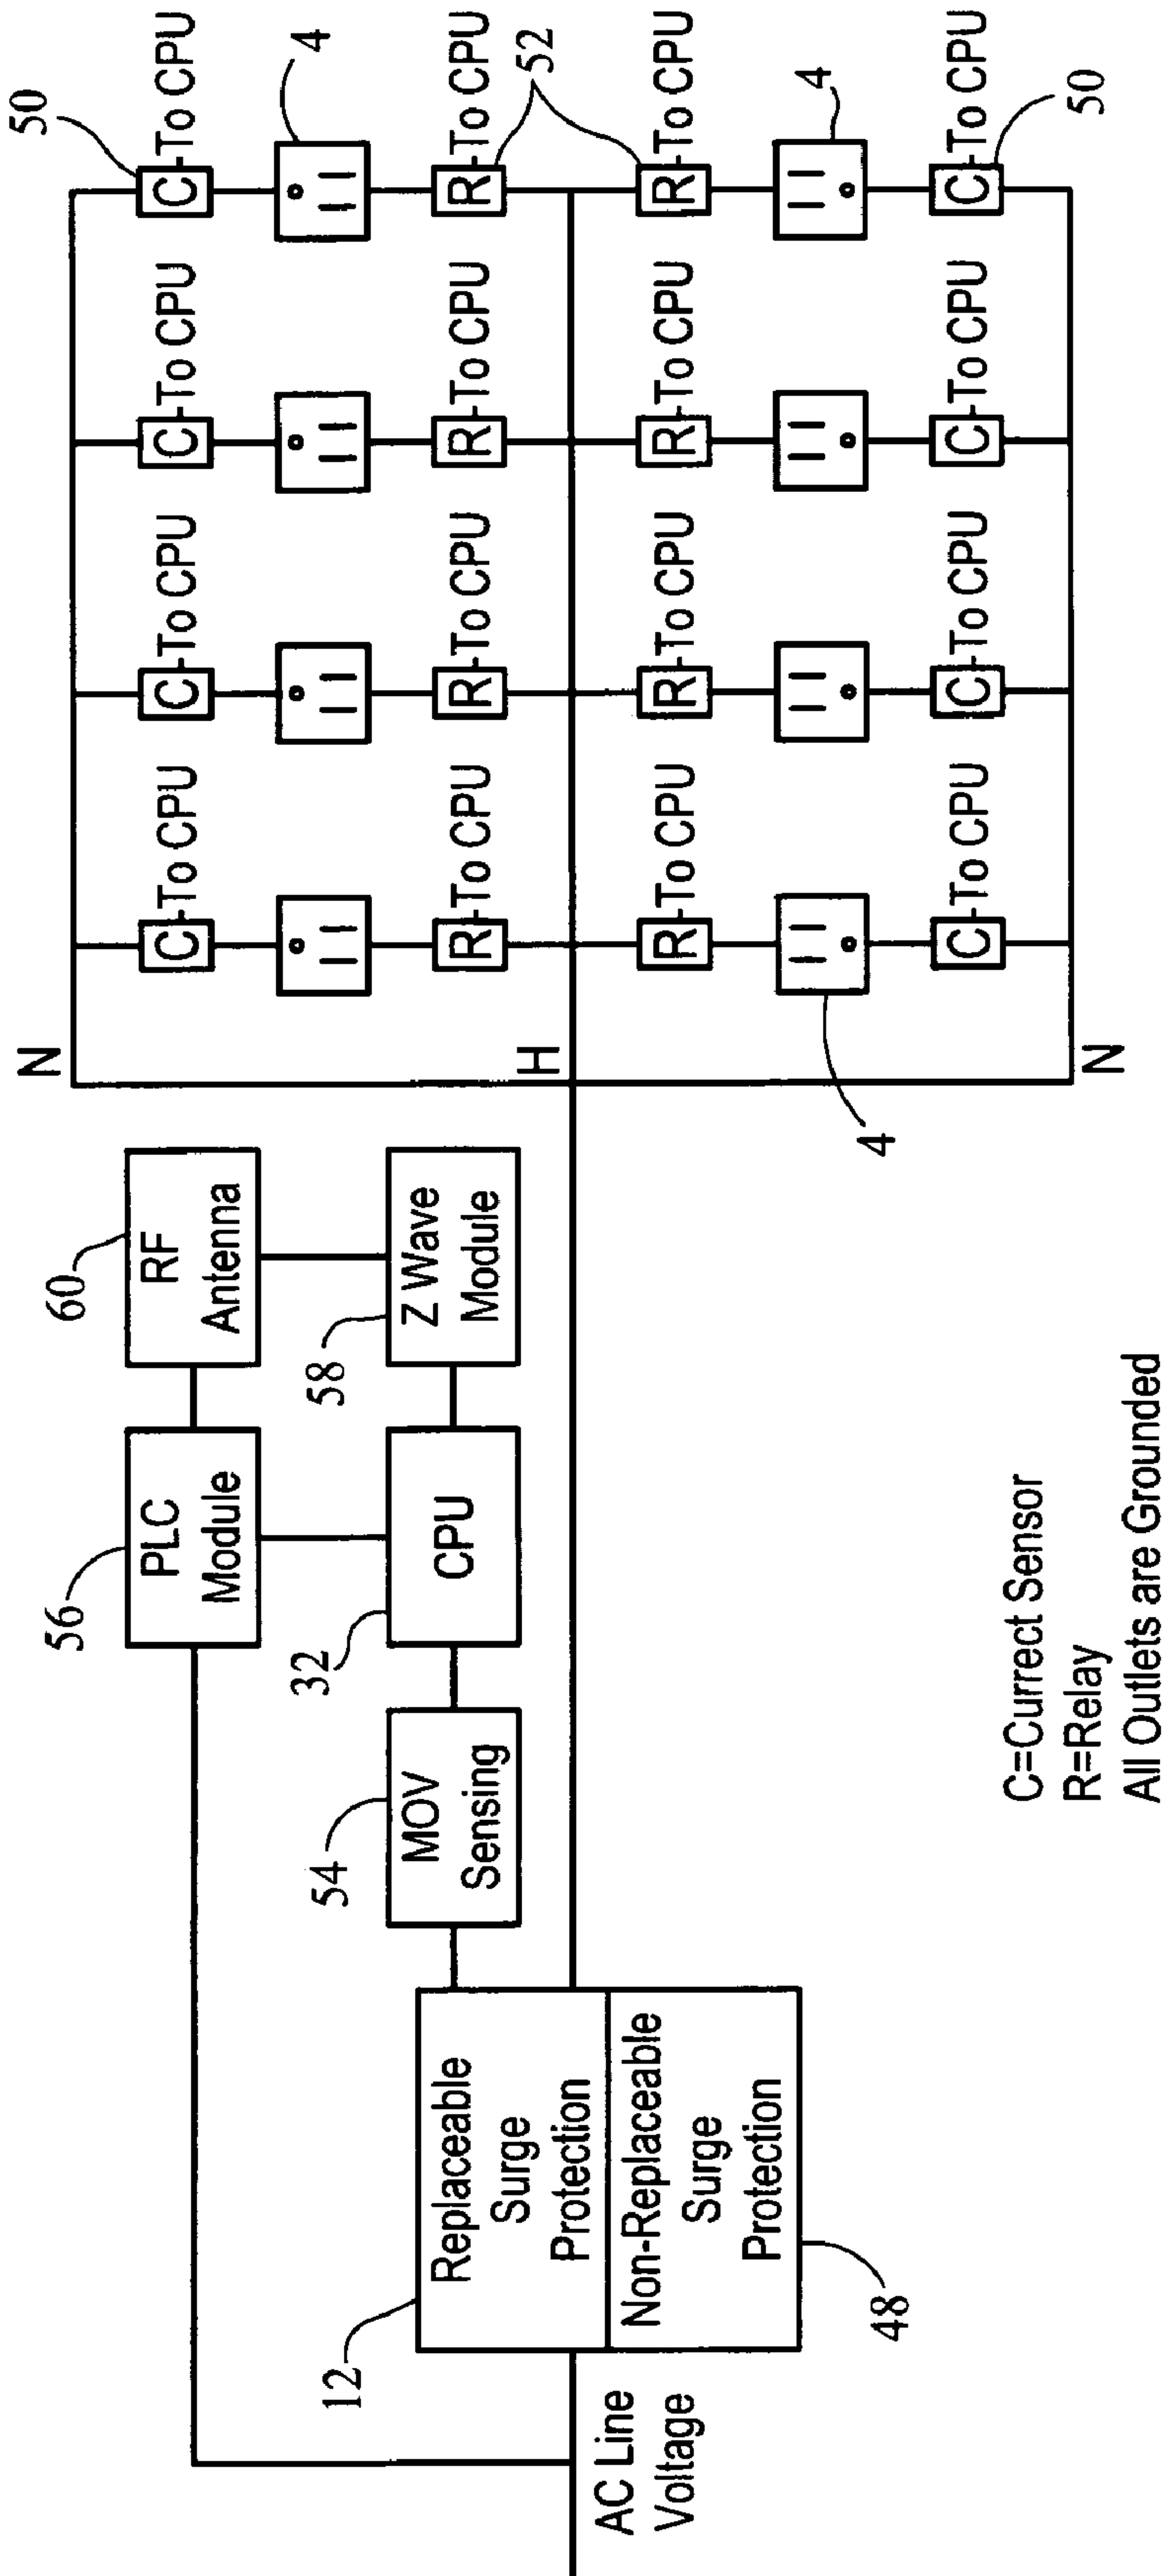 50
C
To CPU
C
To CPU
C
To CPU
C
To CPU
4
R
To CPU
R
To CPU
R
To CPU
R
To CPU
52
R
To CPU
R
To CPU
R
To CPU
R
To CPU
4
4
C
To CPU
C
To CPU
C
To CPU
C
To CPU
50
N
H
N
60
RF
Antenna
58
Z Wave
Module
56
PLC
Module
32
CPU
54
MOV
Sensing
12
Replaceable
Surge
Protection
Non-Replaceable
Surge
Protection
48
AC Line
Voltage
C=Currect Sensor
R=Relay
All Outlets are Grounded